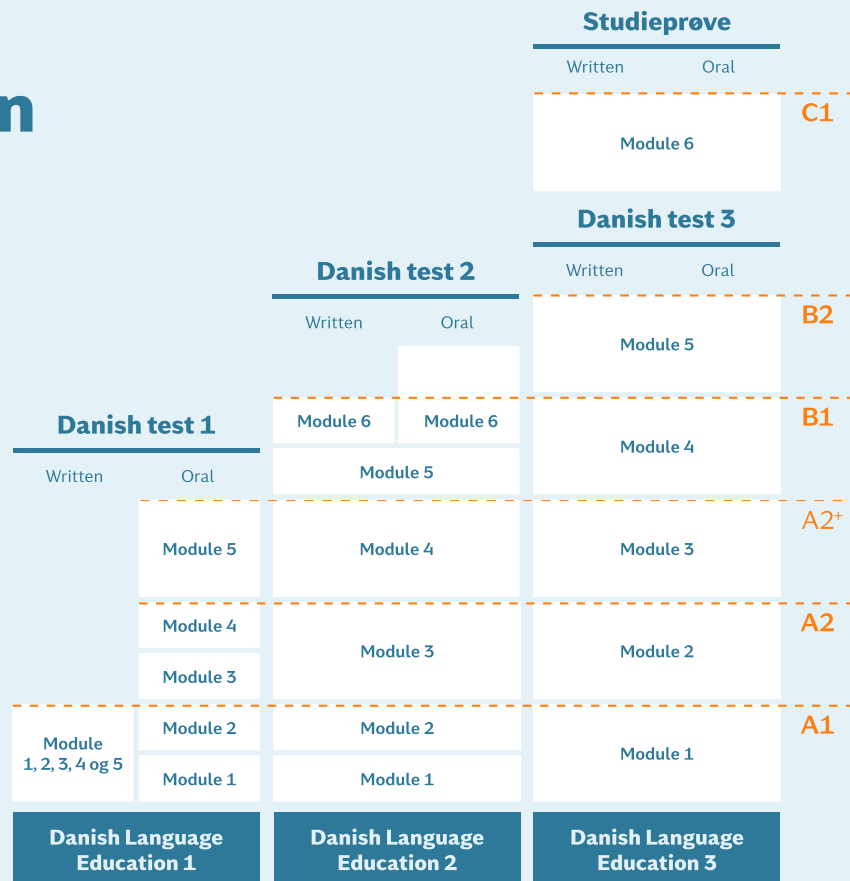 Studieprøve
Written Oral
n
C1
Module 6
Danish test 3
Written Oral
Danish test 2
Written Oral
B2
Module 5
B1
Danish test 1
Written Oral
Module 6 Module 6
Module 4
Module 5
A2+
Module 5
Module 4
Module 3
A2
Module 4
Module 3
Module 2
Module 3
A1
Module 2
Module 2
Module
1, 2, 3, 4 og 5
Module 1
Module 1
Module 1
Danish Language
Education 1
Danish Language
Education 2
Danish Language
Education 3